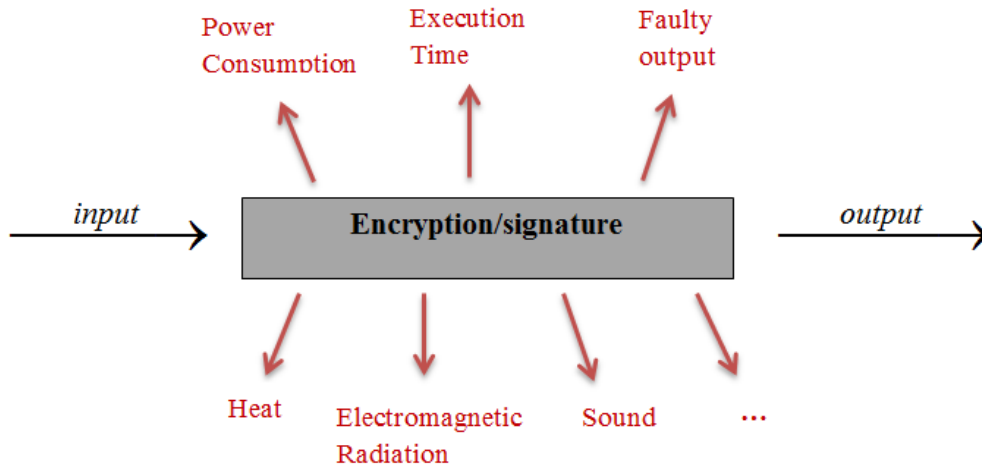 Power
Consumption
Execution
Time
Faulty
output
input
Encryption/signature
output
Heat
Electromagnetic
Radiation
Sound
...